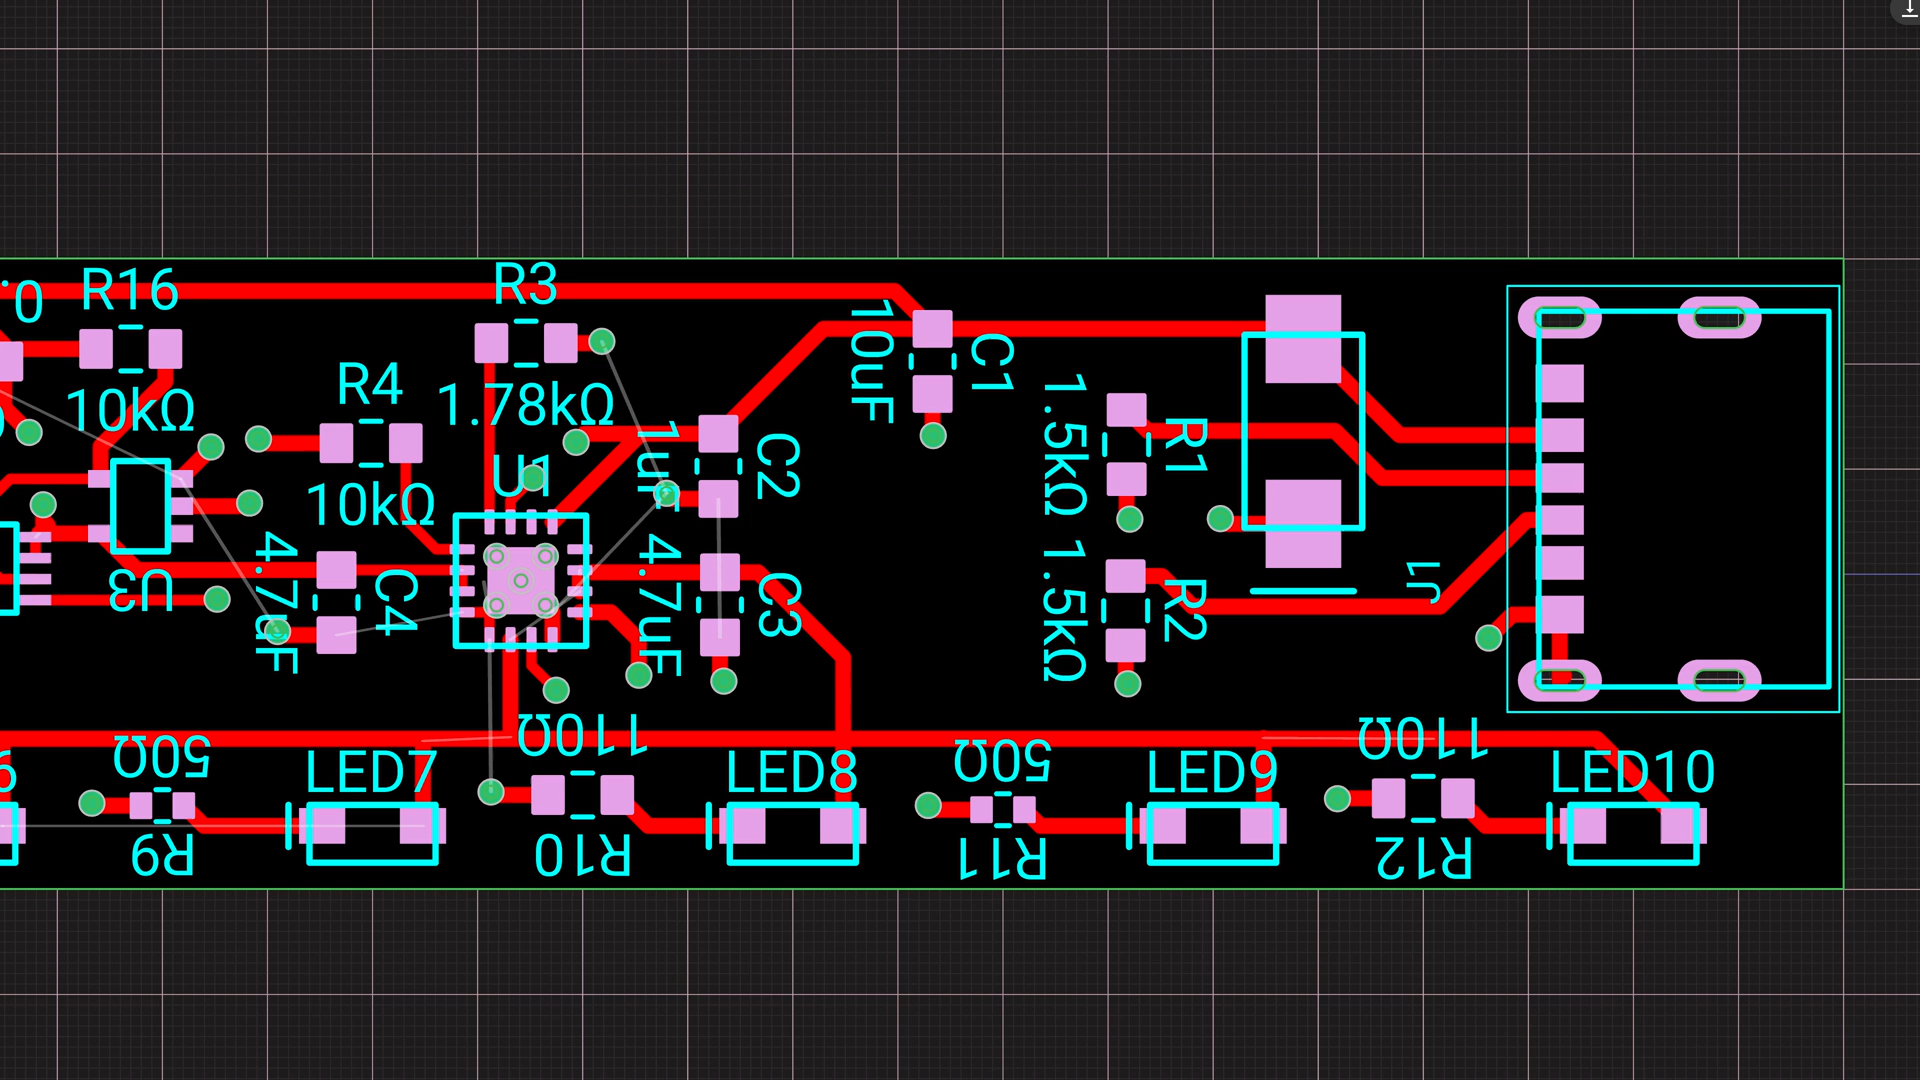 R16
10kΩ
R3
1.78kΩ
R4
10kΩ
U1
1uF
C2
10uF
C1
1.5kΩ
R1
1.5kΩ
R2
J1
U3
4.7uF
C4
4.7uF
C3
50Ω
R9
LED7
110Ω
R10
LED8
50Ω
R11
LED9
110Ω
R12
LED10